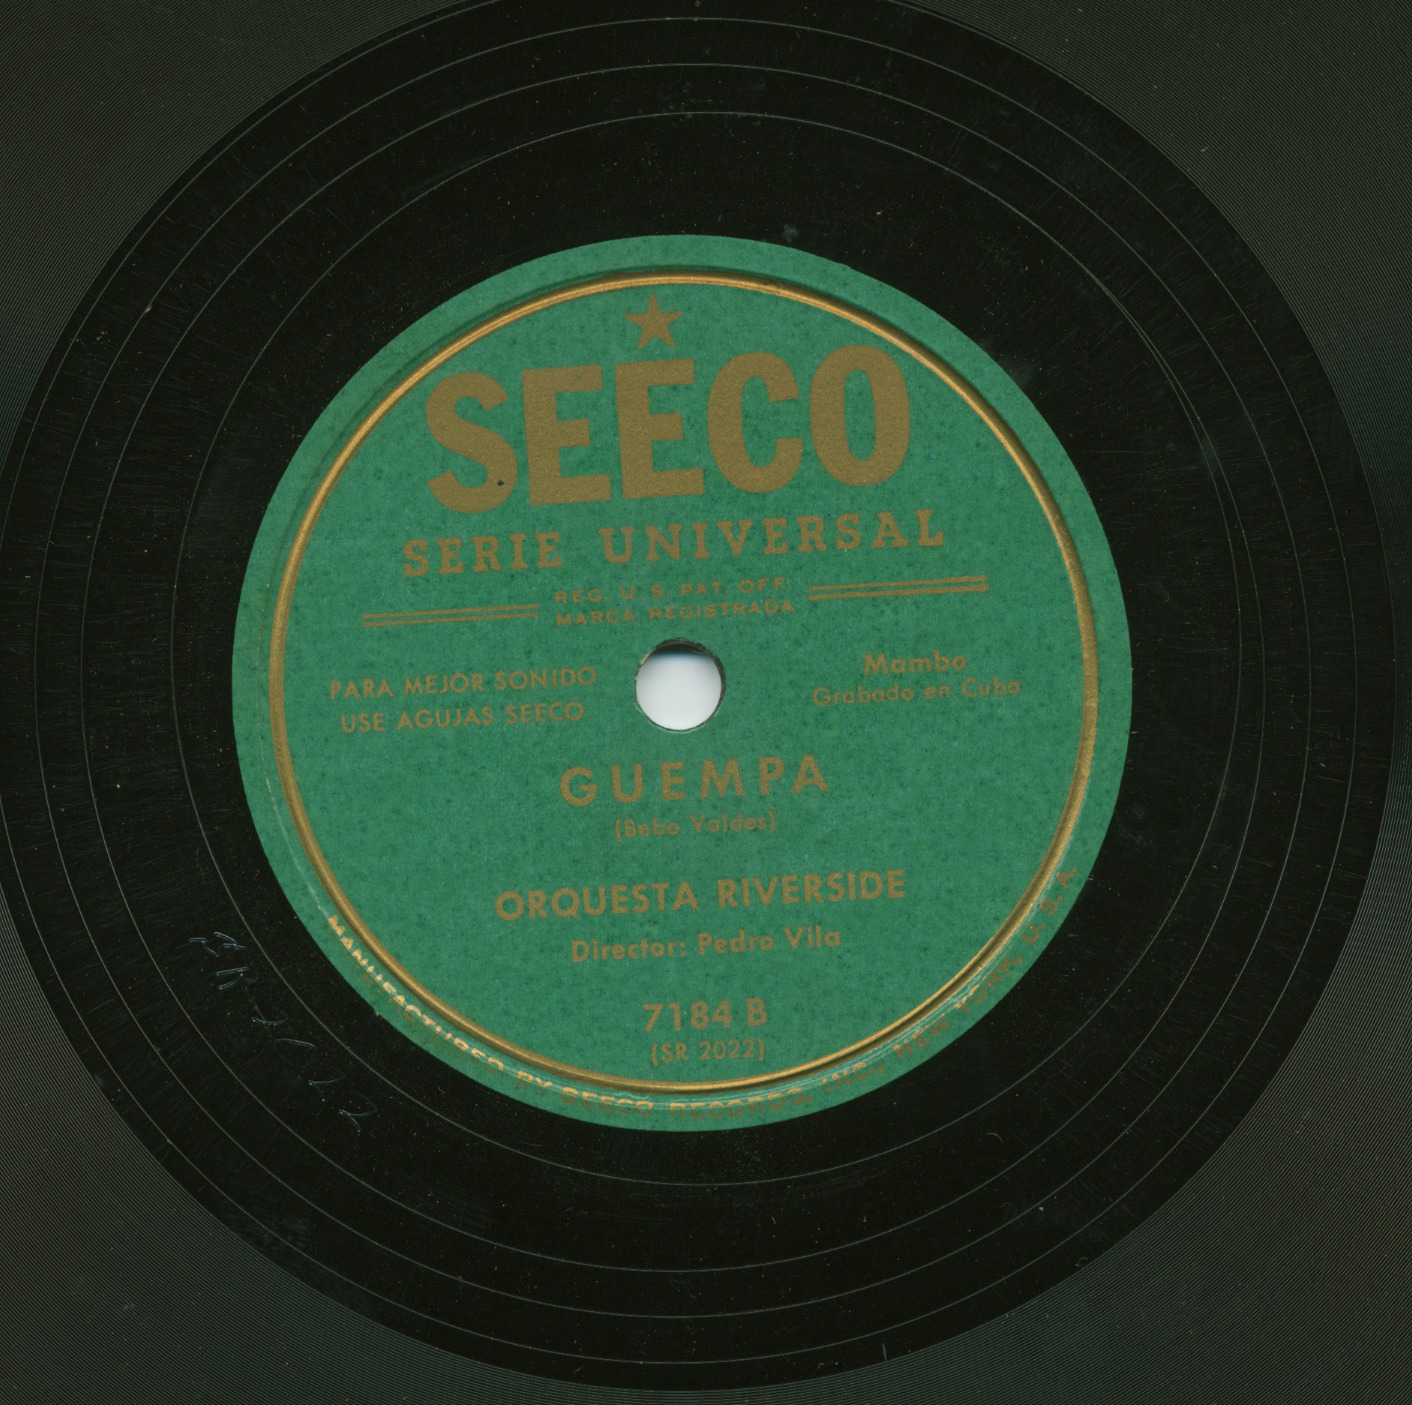 SEECO
SERIE UNIVERSAL
REG. U. S. PAT. OFF.
MARCA REGISTRADA
PARA MEJOR SONIDO
USE AGUJAS SEECO
Mambo
Grabado en Cuba
GUEMPA
(Bebo Valdes)
ORQUESTA RIVERSIDE
Director: Pedro Vila
7184 B
(SR 2022)
MANUFACTURED BY SEECO RECORDS, INC., NEW YORK, U. S. A.